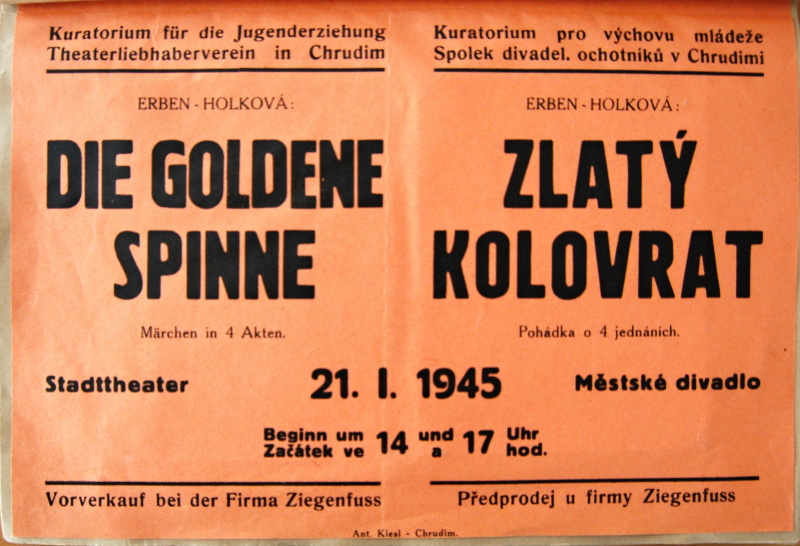 Kuratorium für die Jugenderziehung
Theaterliebhaberverein in Chrudim
ERBEN - HOLKOVÁ:
DIE GOLDENE
SPINNE
Märchen in 4 Akten.
Kuratorium pro výchovu mládeže
Spolek divadel. ochotníků v Chrudimi
ERBEN - HOLKOVÁ:
ZLATÝ
KOLOVRAT
Pohádka o 4 jednáních.
Stadttheater 21. I. 1945 Městské divadlo
Beginn um 14 und 17 Uhr
Začátek ve 14 a 17 hod.
Vorverkauf bei der Firma Ziegenfuss
Předprodej u firmy Ziegenfuss
Ant. Kiesl - Chrudim.